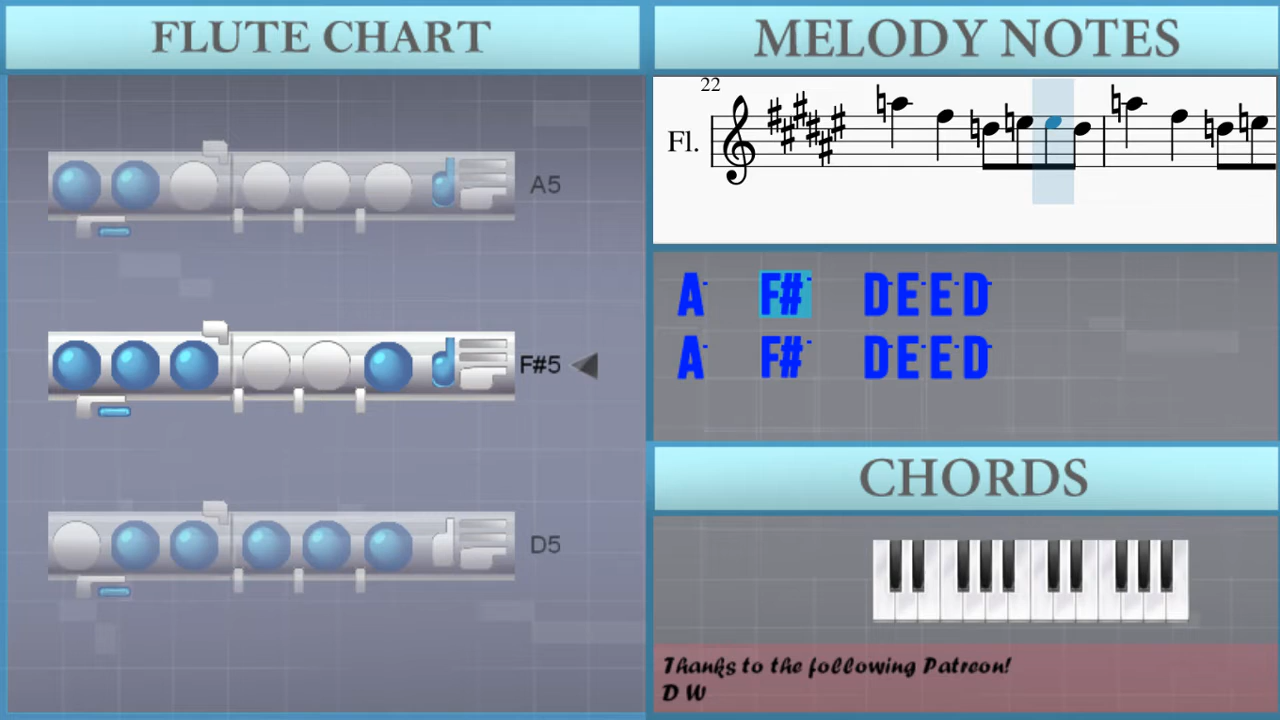 FLUTE CHART
A5
F#5
D5
MELODY NOTES
22
Fl.
A- F#- D-E-E-D-
A- F#- D-E-E-D-
CHORDS
Thanks to the following Patreon!
D W